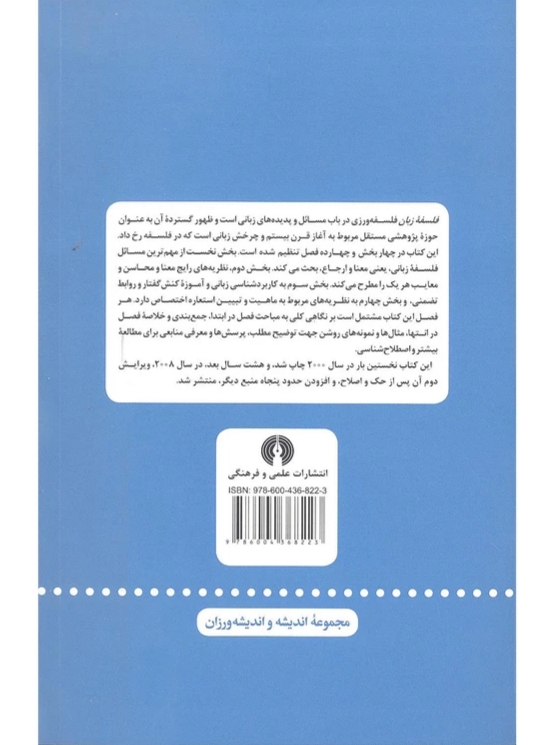 فلسفهٔ زبان فلسفه‌ورزی در باب مسائل و پدیده‌های زبانی است و ظهور گستردهٔ آن به عنوان
حوزهٔ پژوهشی مستقل مربوط به آغاز قرن بیستم و چرخش زبانی است که در فلسفه رخ داد.
این کتاب در چهار بخش و چهارده فصل تنظیم شده است. بخش نخست از مهم‌ترین مسائل
فلسفهٔ زبانی، یعنی معنا و ارجاع، بحث می کند. بخش دوم، نظریه‌های رایج معنا و محاسن و
معایب هر یک را مطرح می‌کند. بخش سوم به کاربردشناسی زبانی و آموزهٔ کنش گفتار و روابط
تضمنی، و بخش چهارم به نظریه‌های مربوط به ماهیت و تبیین استعاره اختصاص دارد. هر
فصل این کتاب مشتمل است بر نگاهی کلی به مباحث فصل در ابتدا، جمع‌بندی و خلاصهٔ فصل
در انتها، مثال‌ها و نمونه‌های روشن جهت توضیح مطلب، پرسش‌ها و معرفی منابعی برای مطالعهٔ
بیشتر و اصطلاح‌شناسی.
این کتاب نخستین بار در سال ۲۰۰۰ چاپ شد، و هشت سال بعد، در سال ۲۰۰۸، ویرایش
دوم آن پس از حک و اصلاح، و افزودن حدود پنجاه منبع دیگر، منتشر شد.
انتشارات علمی و فرهنگی
ISBN: 978-600-436-822-3
9 786004 368223
مجموعهٔ اندیشه و اندیشه‌ورزان